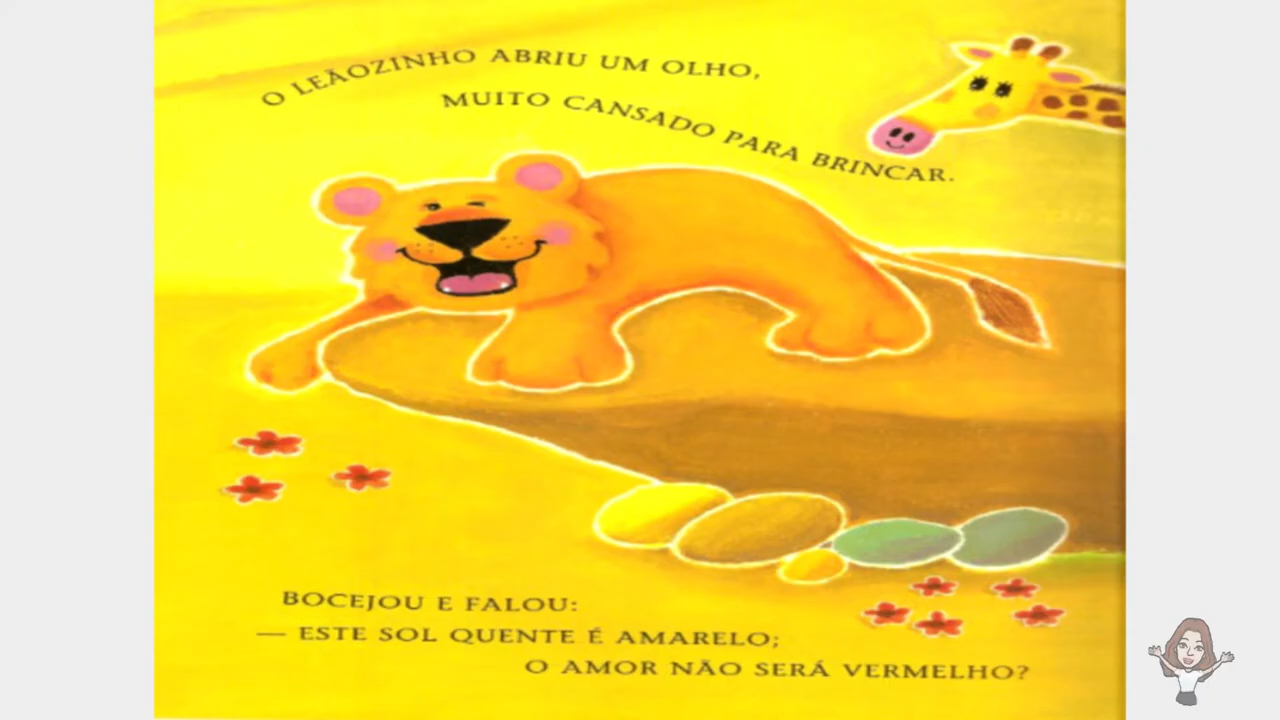 O LEÃOZINHO ABRIU UM OLHO,
MUITO CANSADO PARA BRINCAR.
BOCEJOU E FALOU:
— ESTE SOL QUENTE É AMARELO;
O AMOR NÃO SERÁ VERMELHO?